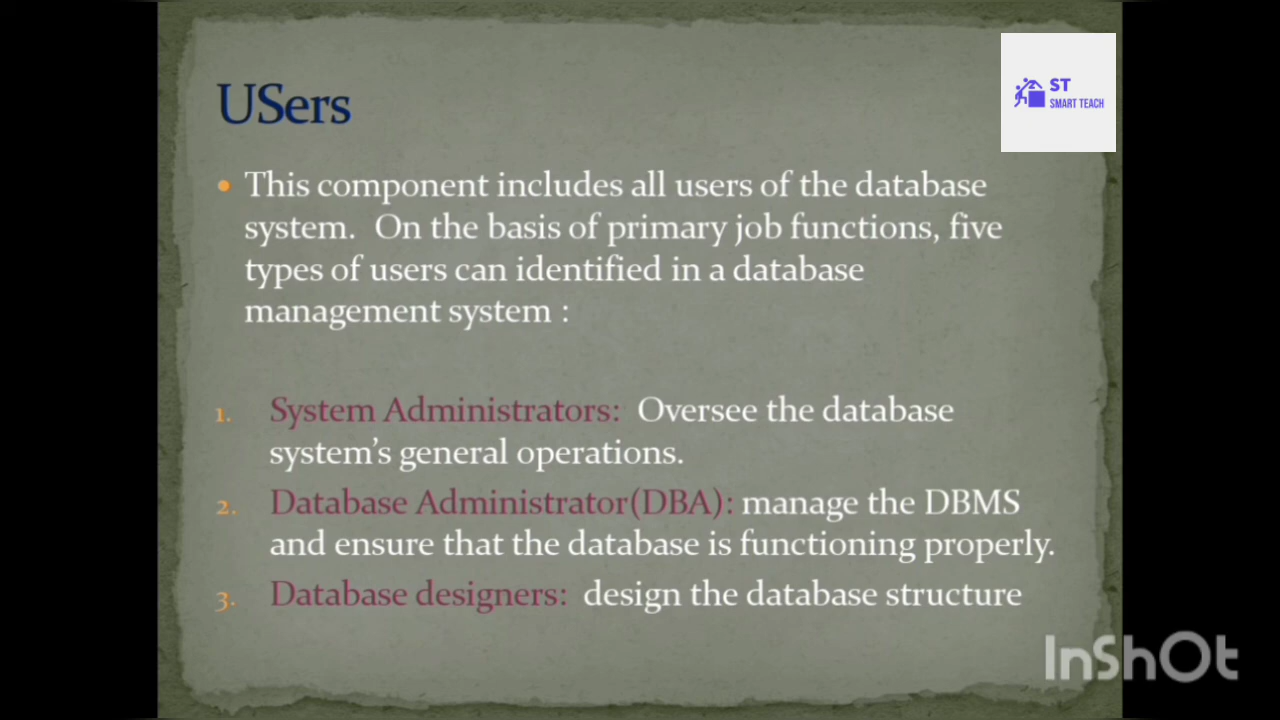 USers
ST
SMART TEACH
• This component includes all users of the database
system. On the basis of primary job functions, five
types of users can identified in a database
management system :
1. System Administrators: Oversee the database
system’s general operations.
2. Database Administrator(DBA): manage the DBMS
and ensure that the database is functioning properly.
3. Database designers: design the database structure
InShOt